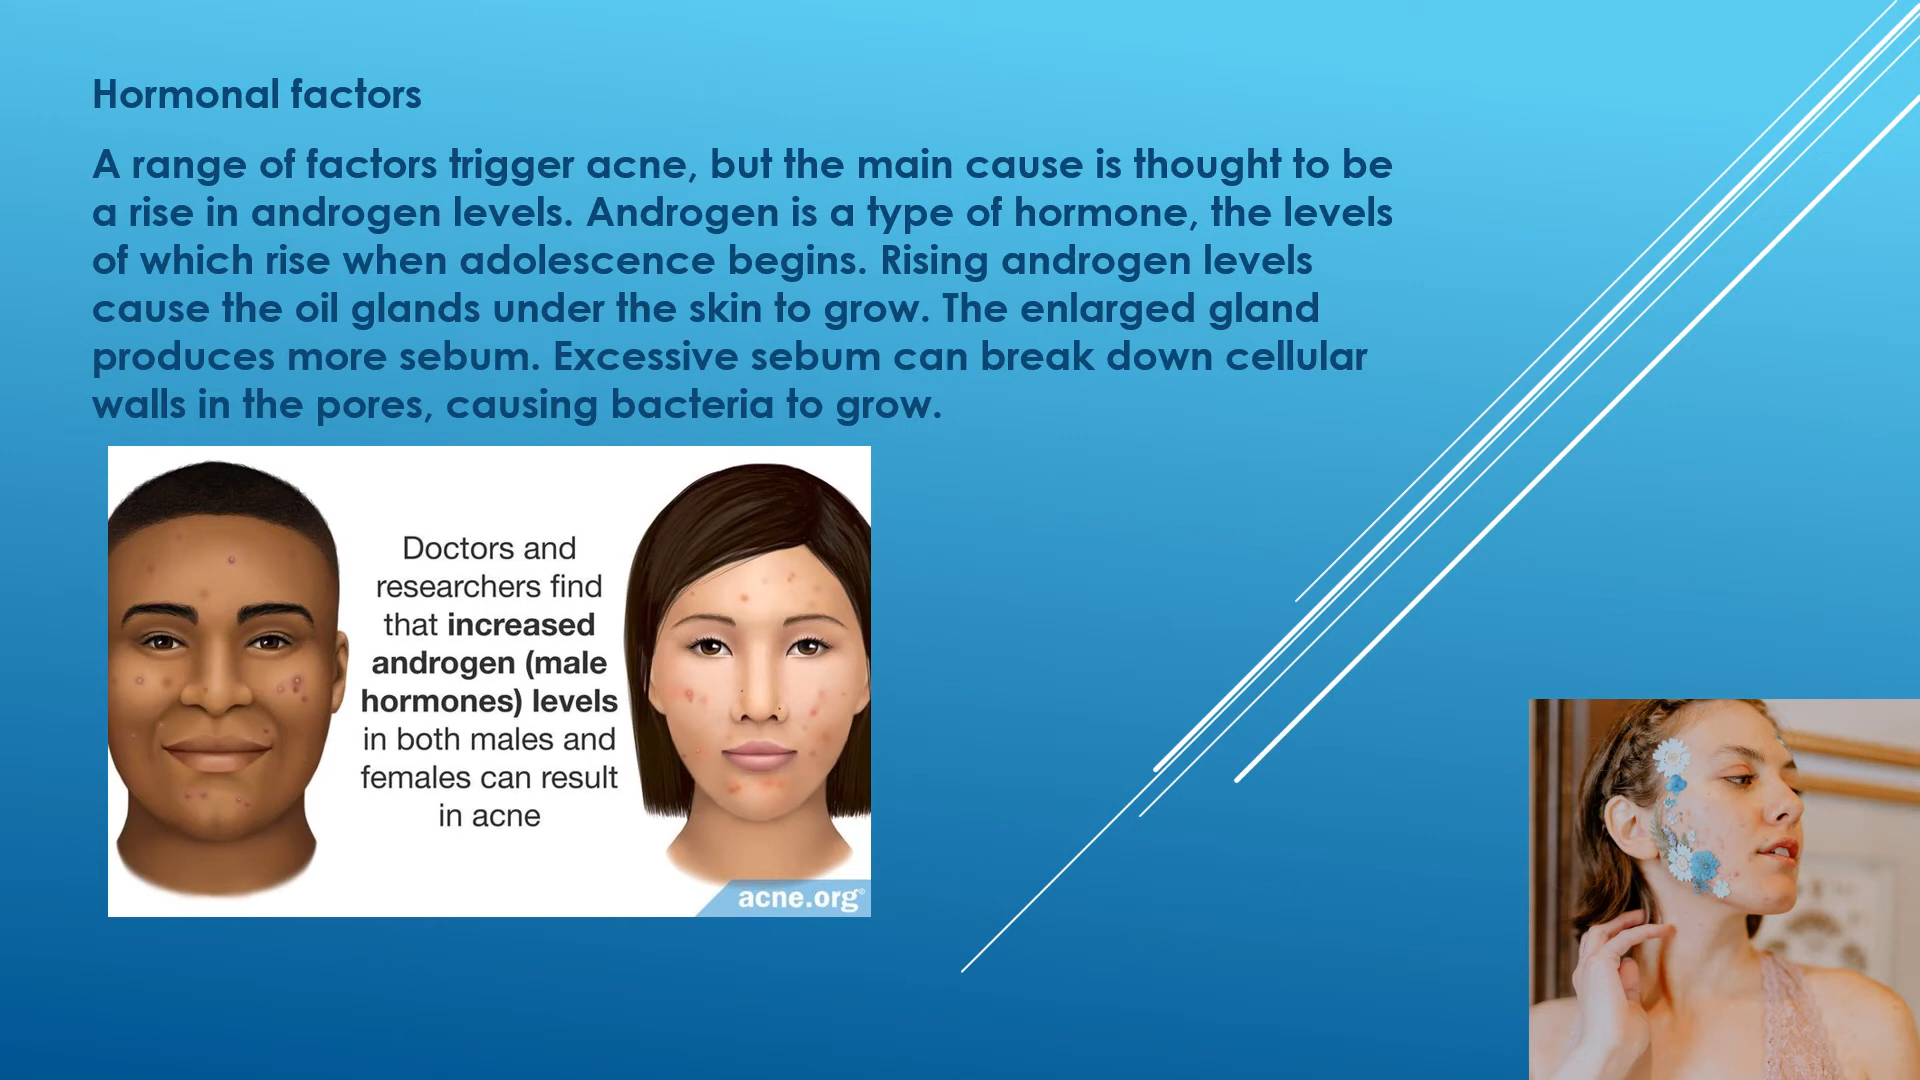 Hormonal factors
A range of factors trigger acne, but the main cause is thought to be
a rise in androgen levels. Androgen is a type of hormone, the levels
of which rise when adolescence begins. Rising androgen levels
cause the oil glands under the skin to grow. The enlarged gland
produces more sebum. Excessive sebum can break down cellular
walls in the pores, causing bacteria to grow.
Doctors and
researchers find
that increased
androgen (male
hormones) levels
in both males and
females can result
in acne
acne.org®